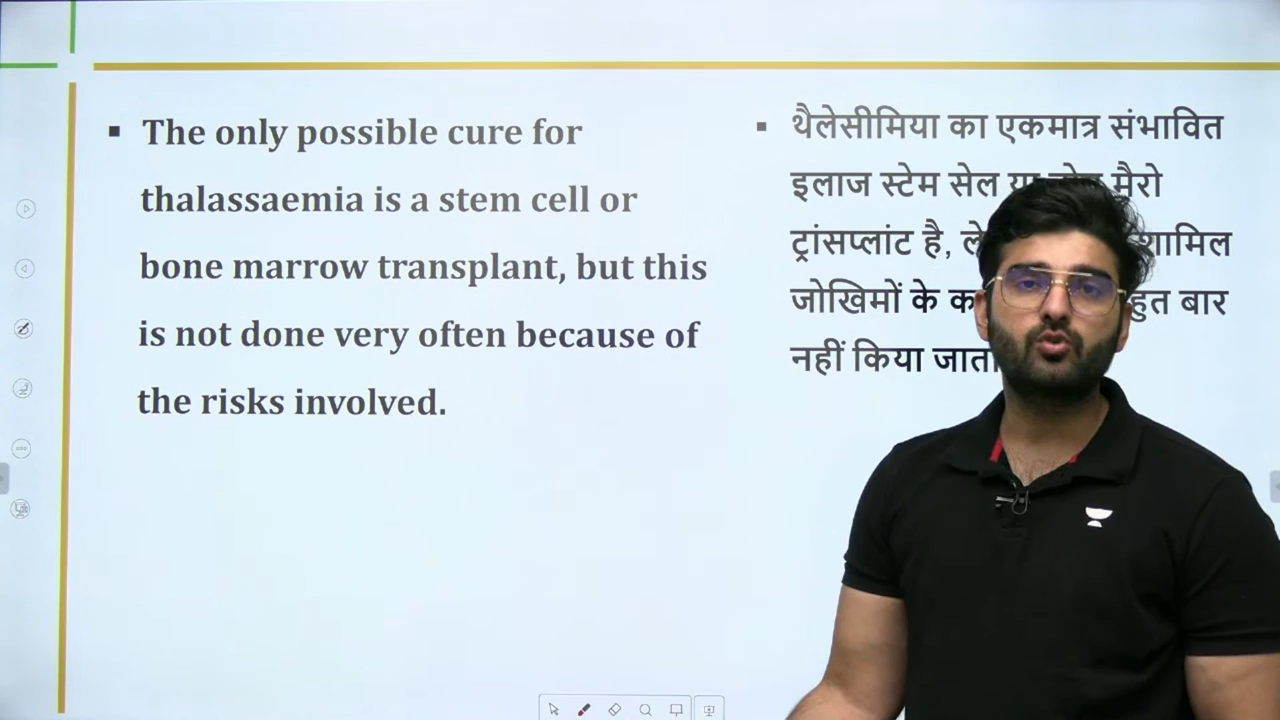 The only possible cure for
thalassaemia is a stem cell or
bone marrow transplant, but this
is not done very often because of
the risks involved.
थैलेसीमिया का एकमात्र संभावित
इलाज स्टेम सेल या मैरो
ट्रांसप्लांट है, शामिल
जोखिमों के बार
नहीं किया जाता